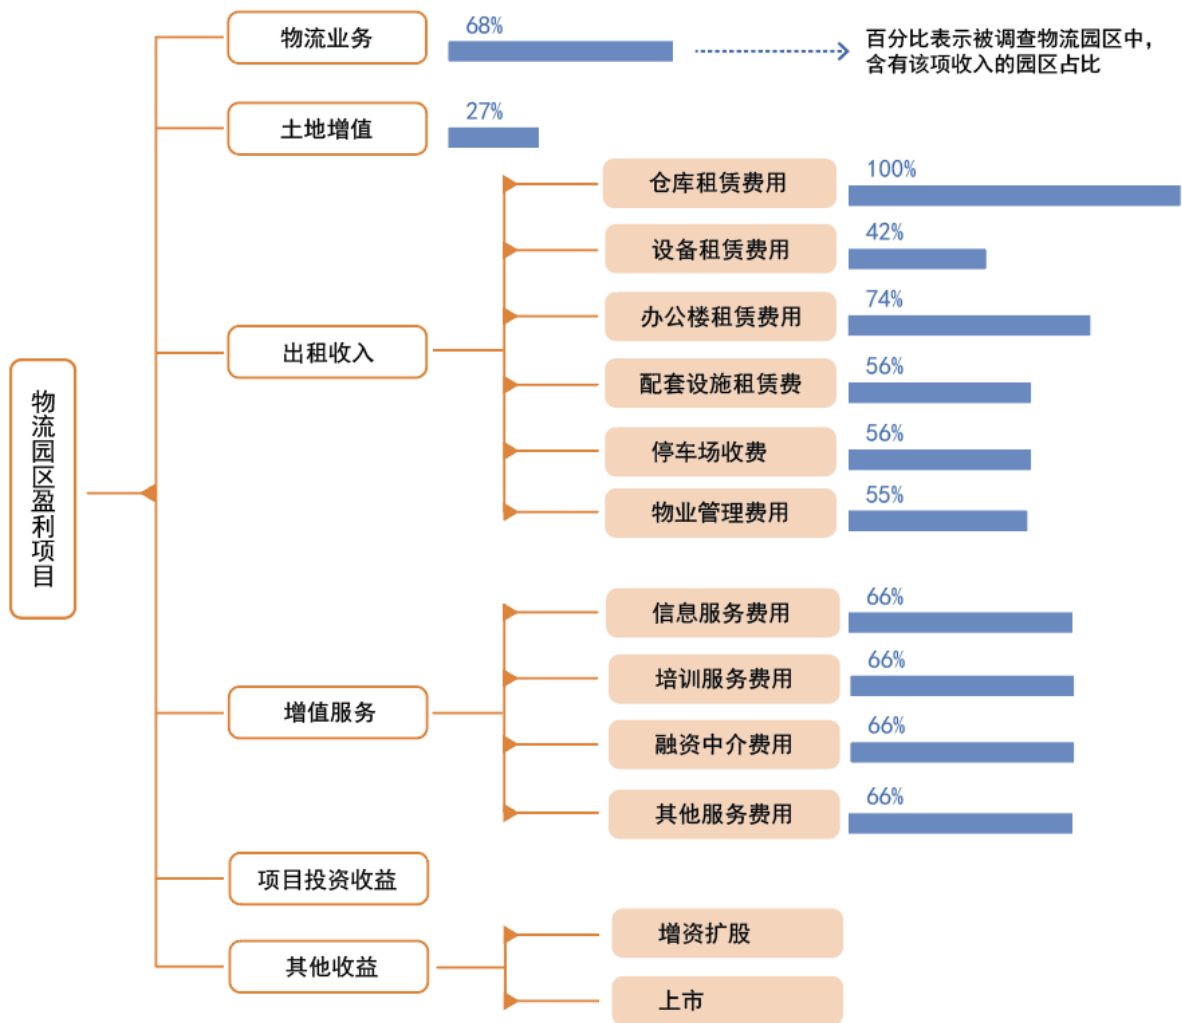 物流园区盈利项目
物流业务
68%
百分比表示被调查物流园区中，
含有该项收入的园区占比
土地增值
27%
出租收入
仓库租赁费用
100%
设备租赁费用
42%
办公楼租赁费用
74%
配套设施租赁费
56%
停车场收费
56%
物业管理费用
55%
增值服务
信息服务费用
66%
培训服务费用
66%
融资中介费用
66%
其他服务费用
66%
项目投资收益
其他收益
增资扩股
上市